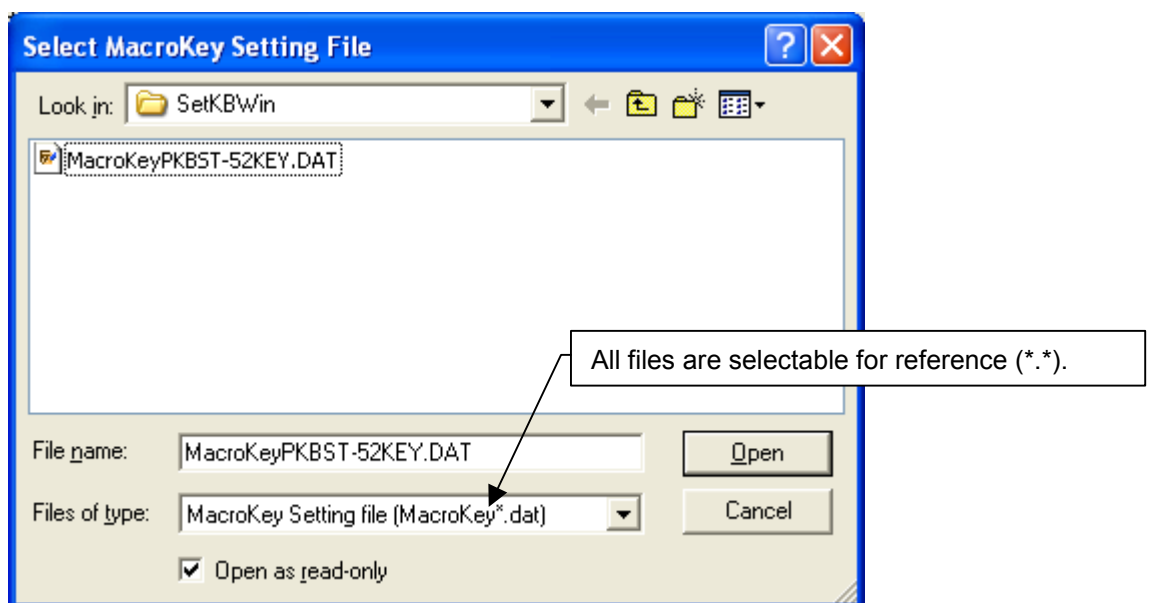 Select MacroKey Setting File
Look in: SetKBWin
MacroKeyPKBST-52KEY.DAT
All files are selectable for reference (*.*).
File name: MacroKeyPKBST-52KEY.DAT Open
Files of type: MacroKey Setting file (MacroKey*.dat) Cancel
Open as read-only